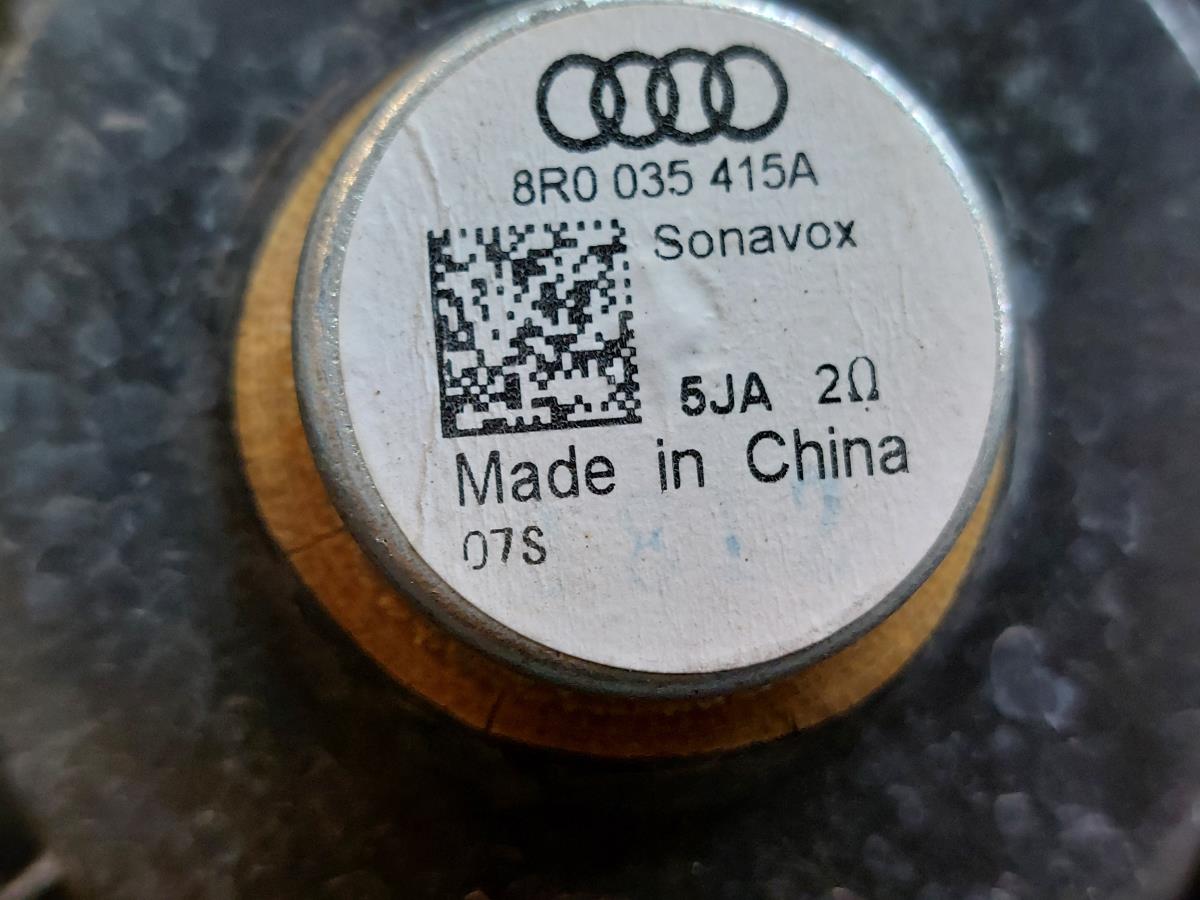 8R0 035 415A
Sonavox
5JA 2Ω
Made in China
07S